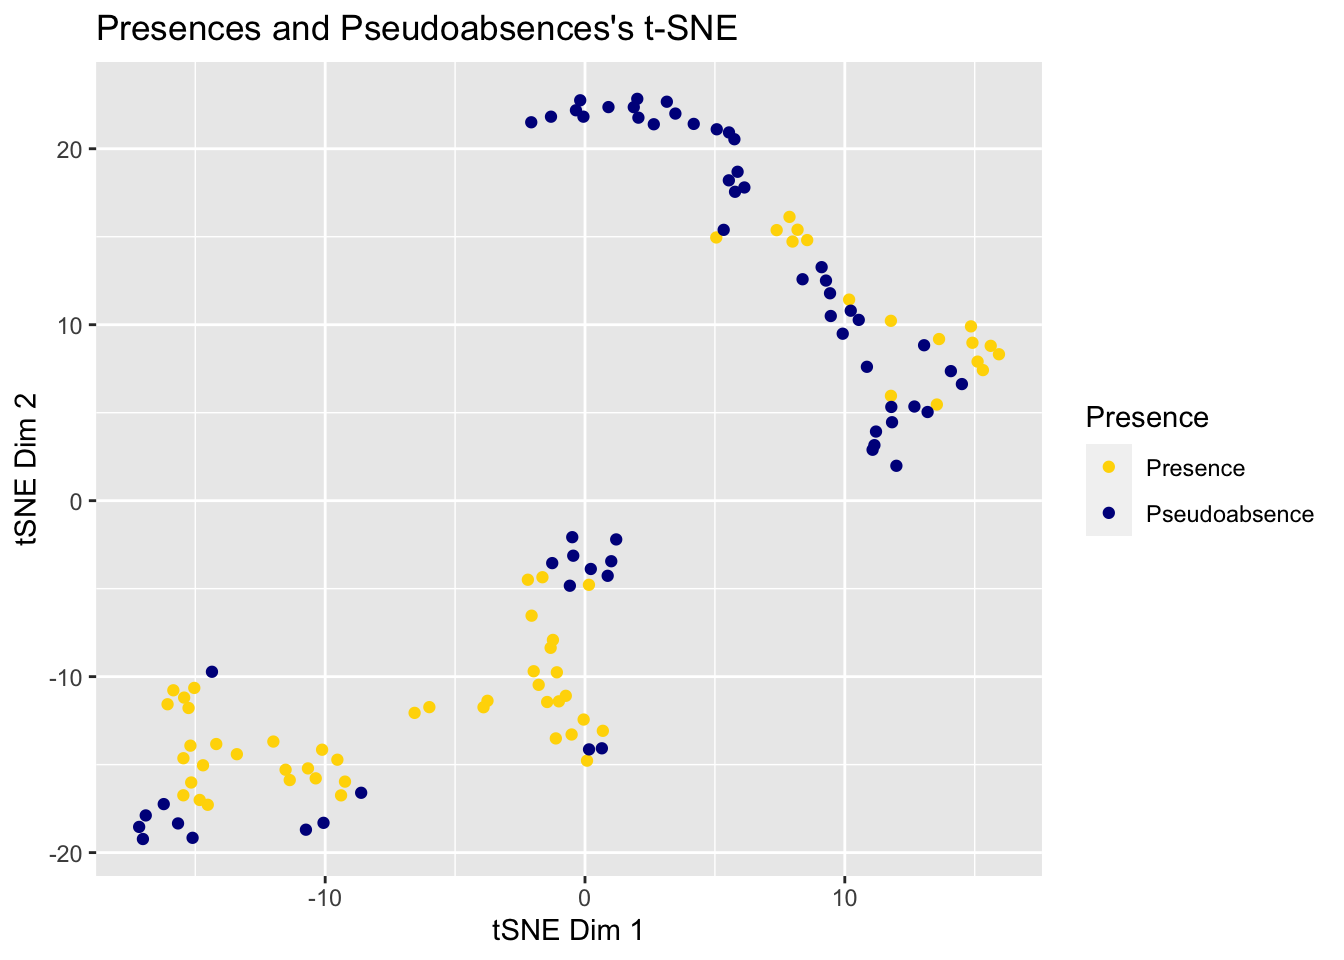 Presences and Pseudoabsences's t-SNE
20
10
0
-10
-20
tSNE Dim 2
-10
0
10
tSNE Dim 1
Presence
Presence
Pseudoabsence